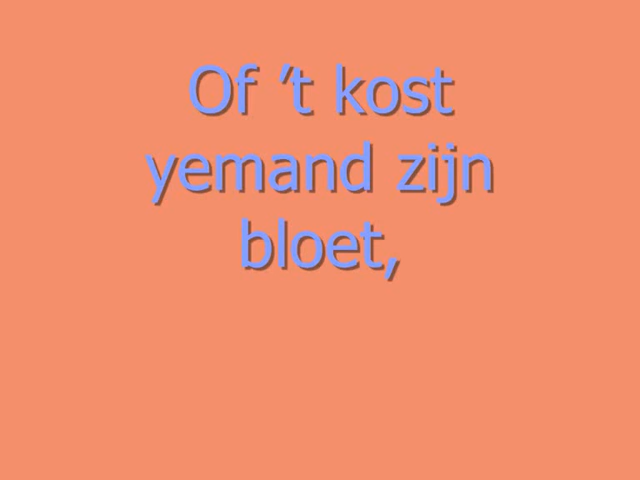 Of ’t kost
yemand zijn
bloet,